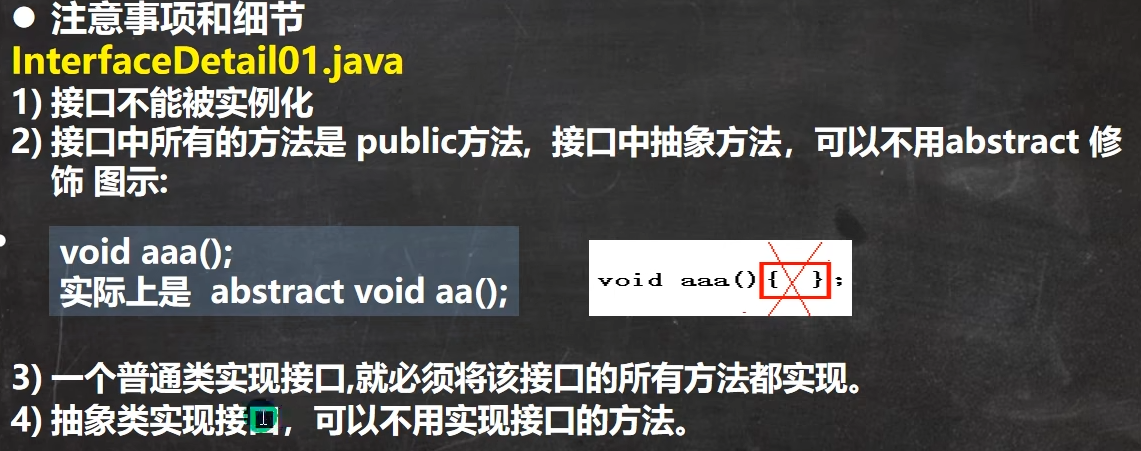 ● 注意事项和细节
InterfaceDetail01.java
1) 接口不能被实例化
2) 接口中所有的方法是 public方法, 接口中抽象方法，可以不用abstract 修
饰 图示:
void aaa();
实际上是 abstract void aa();
void aaa(){ };
3) 一个普通类实现接口,就必须将该接口的所有方法都实现。
4) 抽象类实现接口，可以不用实现接口的方法。